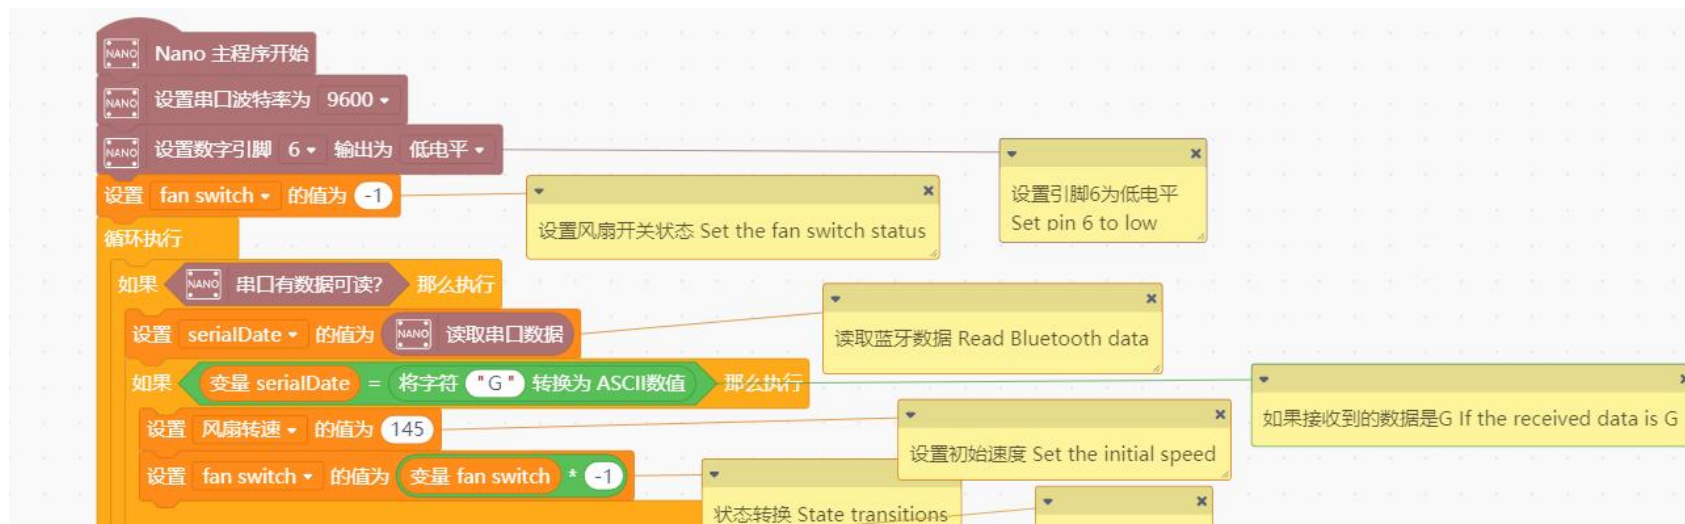 NANO Nano 主程序开始
NANO 设置串口波特率为 9600
NANO 设置数字引脚 6 输出为 低电平
设置引脚6为低电平
Set pin 6 to low
设置 fan switch 的值为 -1
设置风扇开关状态 Set the fan switch status
循环执行
如果 NANO 串口有数据可读? 那么执行
设置 serialDate 的值为 NANO 读取串口数据
读取蓝牙数据 Read Bluetooth data
如果 变量 serialDate = 将字符 "G" 转换为 ASCII数值 那么执行
如果接收到的数据是G If the received data is G
设置 风扇转速 的值为 145
设置初始速度 Set the initial speed
设置 fan switch 的值为 变量 fan switch * -1
状态转换 State transitions